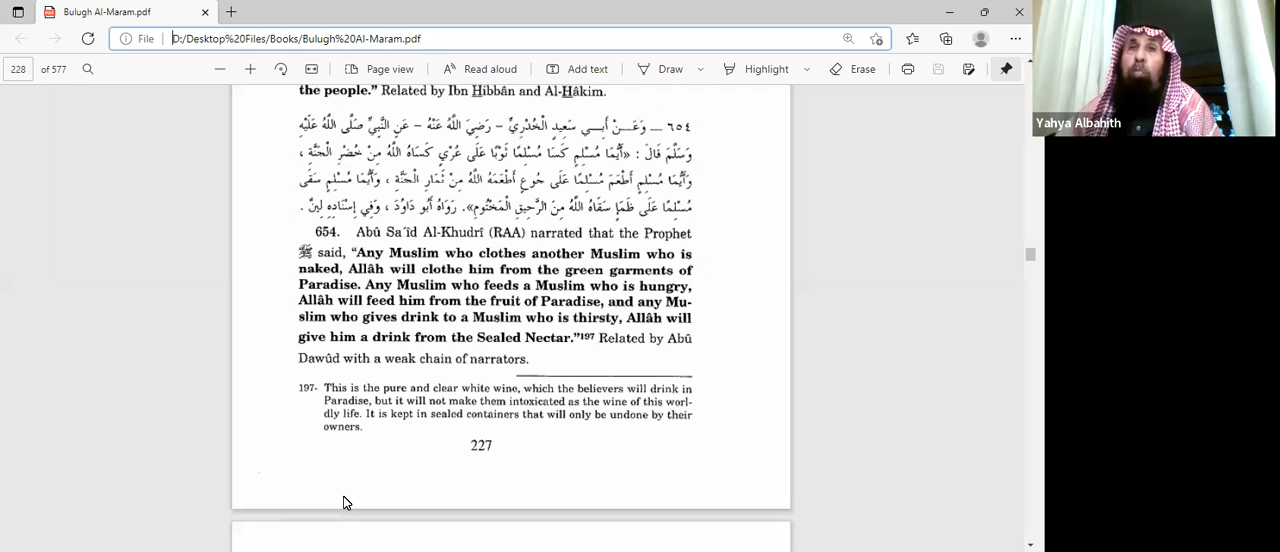 Bulugh Al-Maram.pdf
File D:/Desktop%20Files/Books/Bulugh%20Al-Maram.pdf
228 of 577 Page view Read aloud Add text Draw Highlight Erase
the people." Related by Ibn Hibbân and Al-Hâkim.
٦٥٤ ــ وَعَــنْ أَبــي سَعِيدٍ الْخُدْرِيِّ - رَضِيَ اللَّهُ عَنْهُ - عَنِ النَّبِيِّ صَلَّى اللَّهُ عَلَيْهِ
وَسَلَّمَ قَالَ : «أَيُّمَا مُسْلِمٍ كَسَا مُسْلِمًا ثَوْبًا عَلَى عُرْيٍ كَسَاهُ اللَّهُ مِنْ خُضْرِ الْجَنَّةِ ،
وَأَيُّمَا مُسْلِمٍ أَطْعَمَ مُسْلِمًا عَلَى جُوعٍ أَطْعَمَهُ اللَّهُ مِنْ ثِمَارِ الْجَنَّةِ ، وَأَيُّمَا مُسْلِمٍ سَقَى
مُسْلِمًا عَلَى ظَمَإٍ سَقَاهُ اللَّهُ مِنَ الرَّحِيقِ الْمَخْتُومِ». رَوَاهُ أَبُو دَاوُدَ ، وَفِي إِسْنَادِهِ لِينٌ .
654. Abû Sa'îd Al-Khudrî (RAA) narrated that the Prophet
ﷺ said, "Any Muslim who clothes another Muslim who is
naked, Allâh will clothe him from the green garments of
Paradise. Any Muslim who feeds a Muslim who is hungry,
Allâh will feed him from the fruit of Paradise, and any Mu-
slim who gives drink to a Muslim who is thirsty, Allâh will
give him a drink from the Sealed Nectar."197 Related by Abû
Dawûd with a weak chain of narrators.
197- This is the pure and clear white wine, which the believers will drink in
Paradise, but it will not make them intoxicated as the wine of this worl-
dly life. It is kept in sealed containers that will only be undone by their
owners.
227
Yahya Albahith